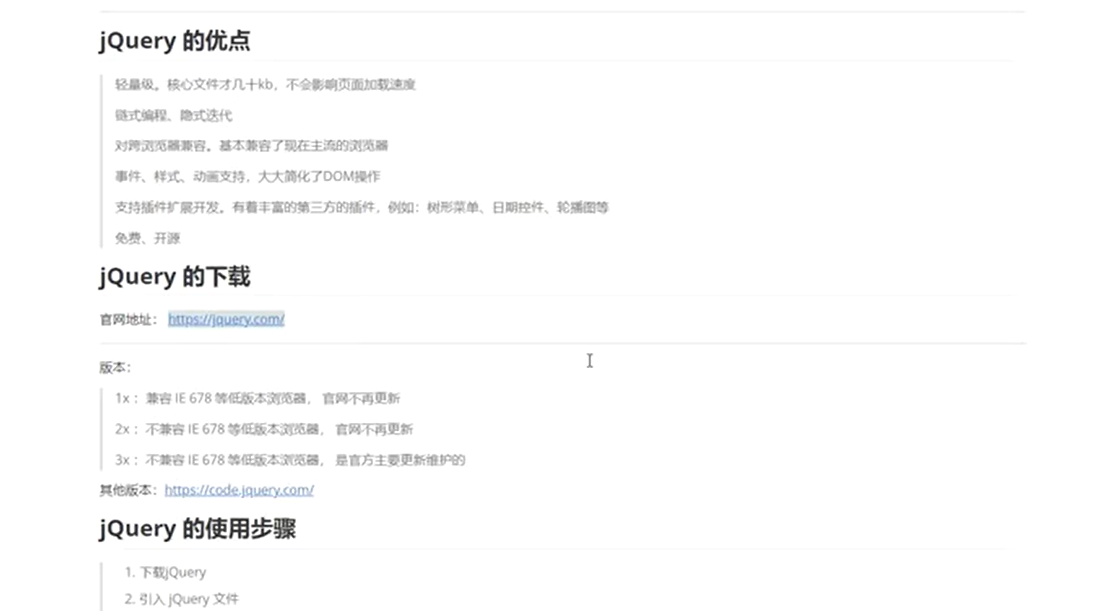 jQuery 的优点
轻量级。核心文件才几十kb，不会影响页面加载速度
链式编程、隐式迭代
对跨浏览器兼容。基本兼容了现在主流的浏览器
事件、样式、动画支持，大大简化了DOM操作
支持插件扩展开发。有着丰富的第三方的插件，例如：树形菜单、日期控件、轮播图等
免费、开源
jQuery 的下载
官网地址： https://jquery.com/
版本：
1x ：兼容 IE 678 等低版本浏览器， 官网不再更新
2x ：不兼容 IE 678 等低版本浏览器， 官网不再更新
3x ：不兼容 IE 678 等低版本浏览器， 是官方主要更新维护的
其他版本：https://code.jquery.com/
jQuery 的使用步骤
1. 下载jQuery
2. 引入 jQuery 文件